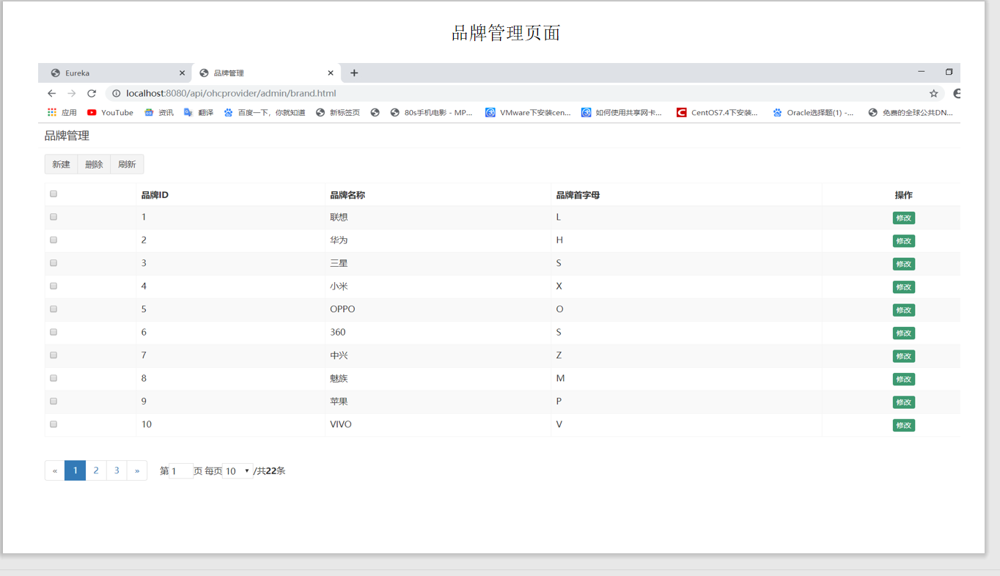 品牌管理页面
Eureka 品牌管理
localhost:8080/api/ohcprovider/admin/brand.html
应用 YouTube 资讯 翻译 百度一下，你就知道 新标签页 80s手机电影 - MP... VMware下安装cen... 如何使用共享网卡... CentOS7.4下安装... Oracle选择题(1) -... 免费的全球公共DN...
品牌管理
新建 删除 刷新
品牌ID 品牌名称 品牌首字母 操作
1 联想 L 修改
2 华为 H 修改
3 三星 S 修改
4 小米 X 修改
5 OPPO O 修改
6 360 S 修改
7 中兴 Z 修改
8 魅族 M 修改
9 苹果 P 修改
10 VIVO V 修改
« 1 2 3 » 第 1 页 每页 10 /共22条